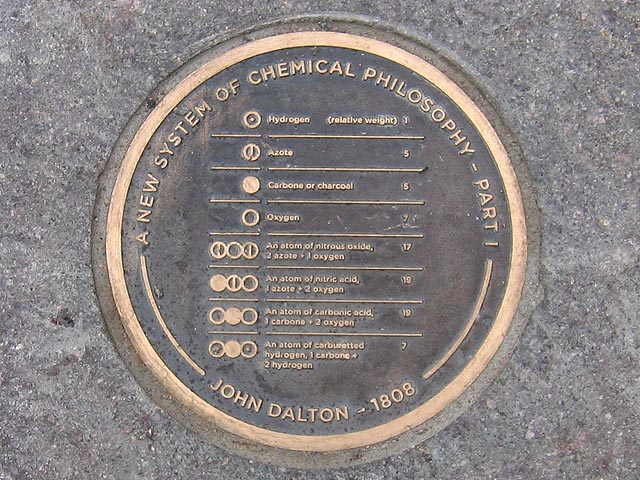 A NEW SYSTEM OF CHEMICAL PHILOSOPHY - PART I
Hydrogen (relative weight) 1
Azote 5
Carbone or charcoal 5
Oxygen 7
An atom of nitrous oxide, 17
2 azote + 1 oxygen
An atom of nitric acid, 19
1 azote + 2 oxygen
An atom of carbonic acid, 19
1 carbone + 2 oxygen
An atom of carburetted 7
hydrogen, 1 carbone +
2 hydrogen
JOHN DALTON - 1808